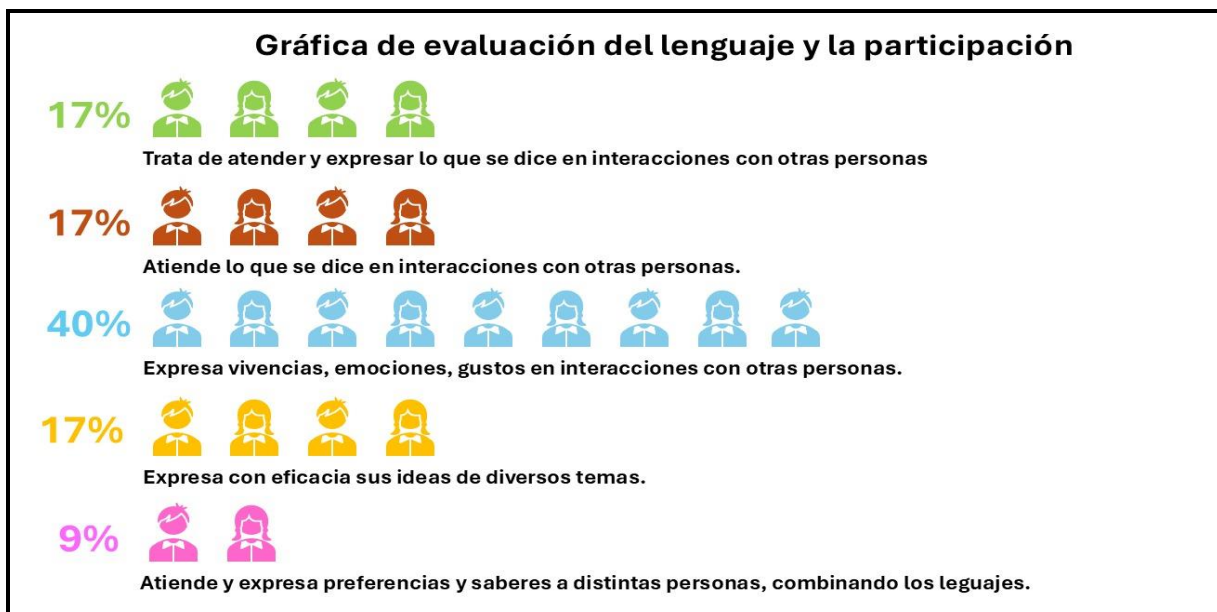 Gráfica de evaluación del lenguaje y la participación
17%
Trata de atender y expresar lo que se dice en interacciones con otras personas
17%
Atiende lo que se dice en interacciones con otras personas.
40%
Expresa vivencias, emociones, gustos en interacciones con otras personas.
17%
Expresa con eficacia sus ideas de diversos temas.
9%
Atiende y expresa preferencias y saberes a distintas personas, combinando los leguajes.